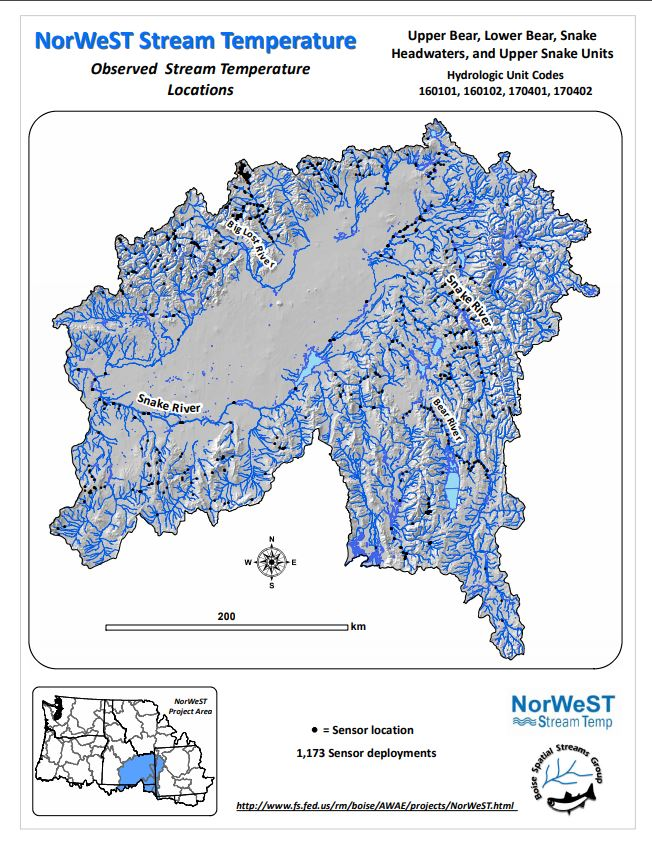 NorWeST Stream Temperature
Observed Stream Temperature
Locations
Upper Bear, Lower Bear, Snake
Headwaters, and Upper Snake Units
Hydrologic Unit Codes
160101, 160102, 170401, 170402
Big Lost River
Snake River
Snake River
Bear River
N
W
E
S
200
km
NorWeST
Project Area
= Sensor location
1,173 Sensor deployments
http://www.fs.fed.us/rm/boise/AWAE/projects/NorWeST.html
NorWeST
Stream Temp
Boise Spatial Streams Group